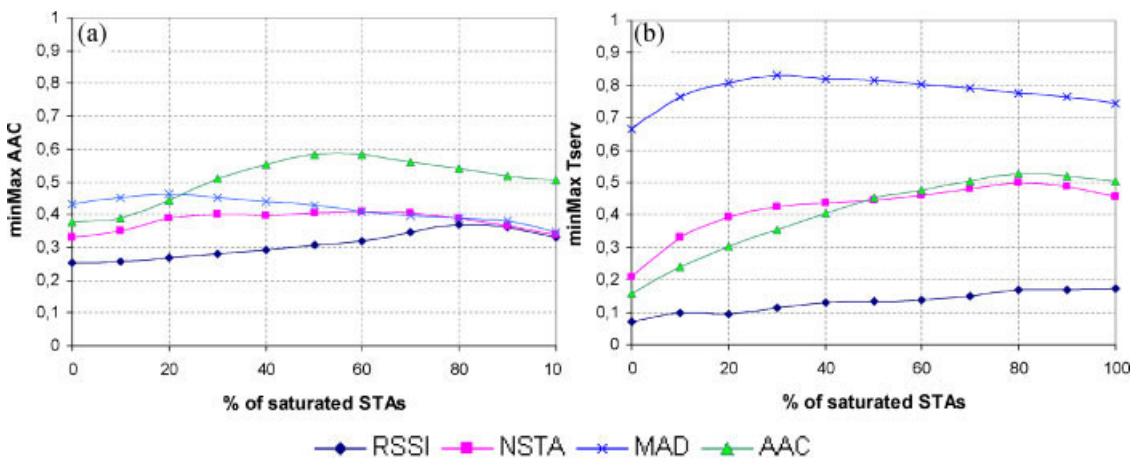 (a)
minMax AAC
1
0,9
0,8
0,7
0,6
0,5
0,4
0,3
0,2
0,1
0
0 20 40 60 80 10
% of saturated STAs
(b)
minMax Tserv
1
0,9
0,8
0,7
0,6
0,5
0,4
0,3
0,2
0,1
0
0 20 40 60 80 100
% of saturated STAs
RSSI NSTA MAD AAC